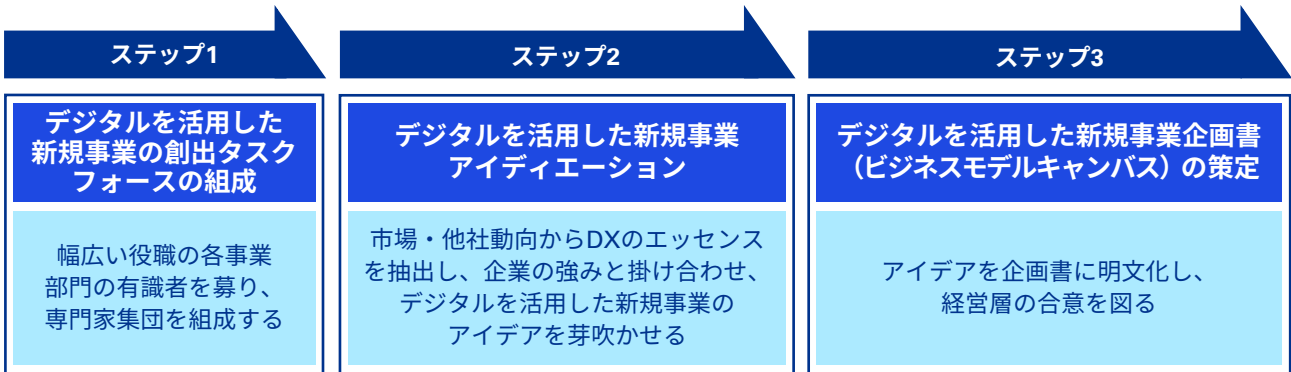 ステップ1
デジタルを活用した
新規事業の創出タスク
フォースの組成
幅広い役職の各事業
部門の有識者を募り、
専門家集団を組成する
ステップ2
デジタルを活用した新規事業
アイディエーション
市場・他社動向からDXのエッセンス
を抽出し、企業の強みと掛け合わせ、
デジタルを活用した新規事業の
アイデアを芽吹かせる
ステップ3
デジタルを活用した新規事業企画書
（ビジネスモデルキャンバス）の策定
アイデアを企画書に明文化し、
経営層の合意を図る